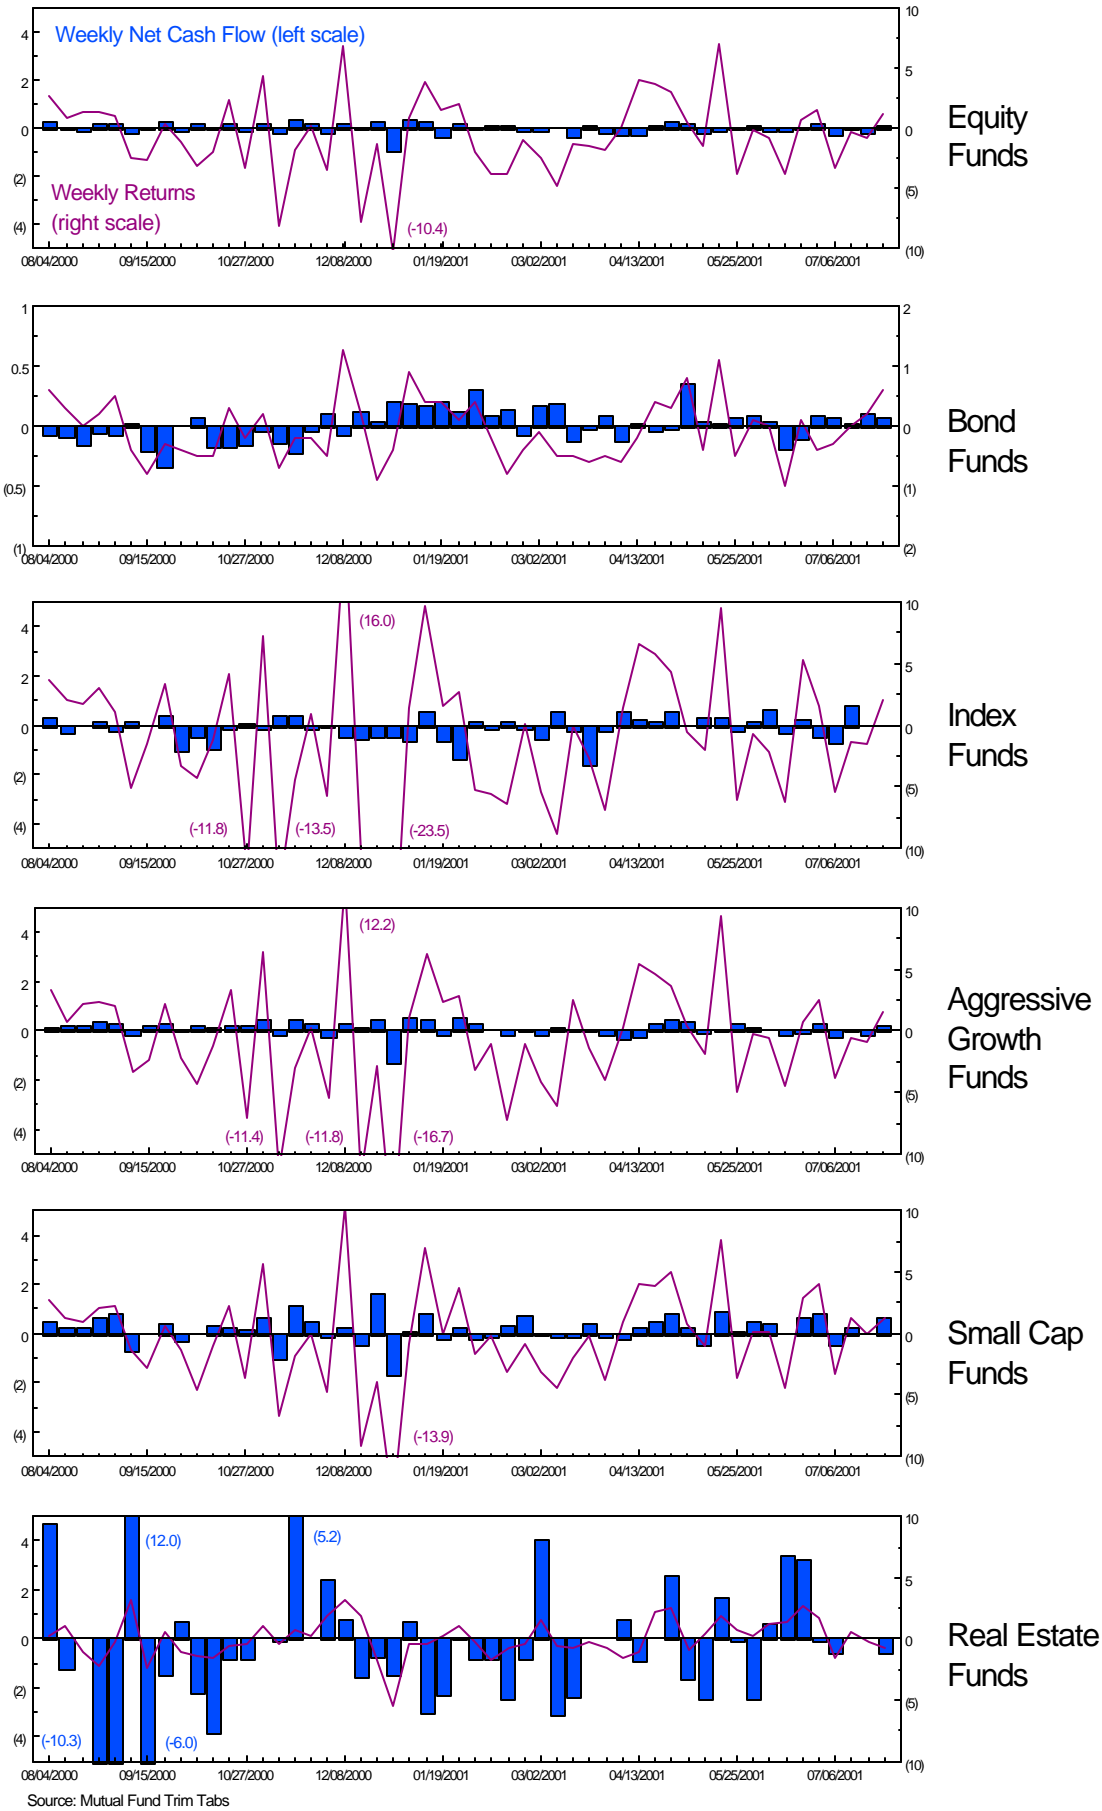 Weekly Net Cash Flow (left scale)
Weekly Returns
(right scale)
(-10.4)
4
2
0
(2)
(4)
10
5
0
(5)
(10)
08/04/2000 09/15/2000 10/27/2000 12/08/2000 01/19/2001 03/02/2001 04/13/2001 05/25/2001 07/06/2001
Equity
Funds
1
0.5
0
(0.5)
(1)
2
1
0
(1)
(2)
08/04/2000 09/15/2000 10/27/2000 12/08/2000 01/19/2001 03/02/2001 04/13/2001 05/25/2001 07/06/2001
Bond
Funds
4
2
0
(2)
(4)
(16.0)
(-11.8) (-13.5) (-23.5)
10
5
0
(5)
(10)
08/04/2000 09/15/2000 10/27/2000 12/08/2000 01/19/2001 03/02/2001 04/13/2001 05/25/2001 07/06/2001
Index
Funds
4
2
0
(2)
(4)
(12.2)
(-11.4) (-11.8) (-16.7)
10
5
0
(5)
(10)
08/04/2000 09/15/2000 10/27/2000 12/08/2000 01/19/2001 03/02/2001 04/13/2001 05/25/2001 07/06/2001
Aggressive
Growth
Funds
4
2
0
(2)
(4)
(-13.9)
10
5
0
(5)
(10)
08/04/2000 09/15/2000 10/27/2000 12/08/2000 01/19/2001 03/02/2001 04/13/2001 05/25/2001 07/06/2001
Small Cap
Funds
4
2
0
(2)
(4)
(12.0) (5.2)
(-10.3) (-6.0)
10
5
0
(5)
(10)
08/04/2000 09/15/2000 10/27/2000 12/08/2000 01/19/2001 03/02/2001 04/13/2001 05/25/2001 07/06/2001
Real Estate
Funds
Source: Mutual Fund Trim Tabs